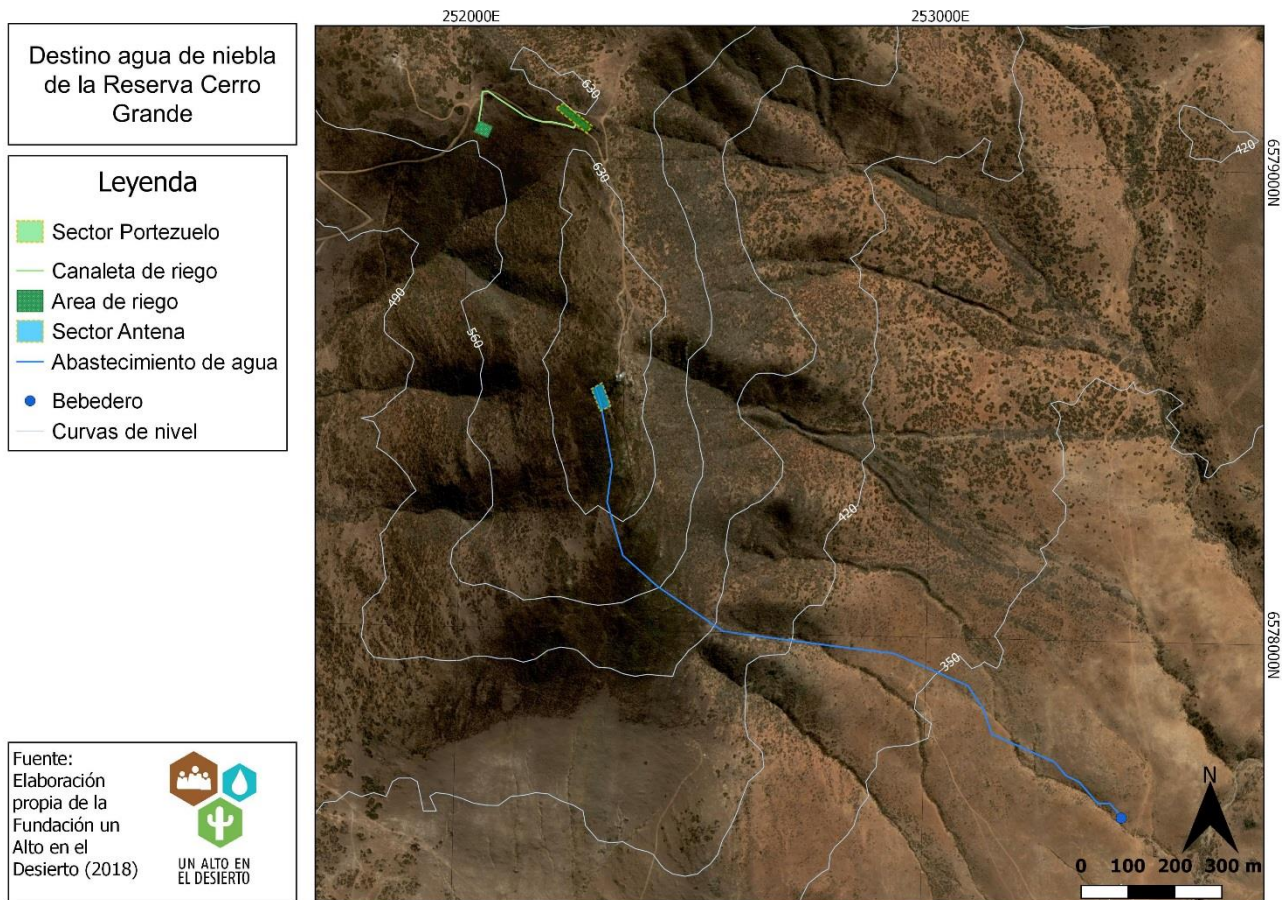 252000E
253000E
Destino agua de niebla
de la Reserva Cerro
Grande
Leyenda
Sector Portezuelo
Canaleta de riego
Area de riego
Sector Antena
Abastecimiento de agua
Bebedero
Curvas de nivel
630
630
420
490
560
420
350
6579000N
6578000N
Fuente:
Elaboración
propia de la
Fundación un
Alto en el
Desierto (2018)
UN ALTO EN
EL DESIERTO
N
0 100 200 300 m